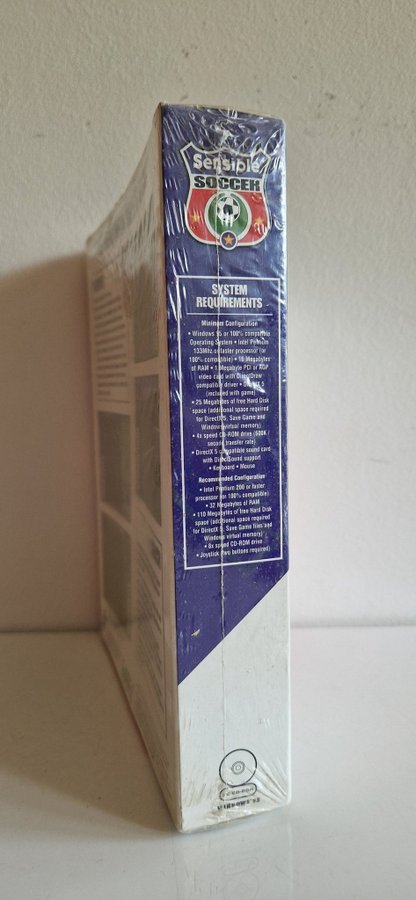 Sensible
SOCCER
SYSTEM
REQUIREMENTS
Minimum Configuration
• Windows 95 or 100% compatible
Operating System • Intel Pentium
133Mhz or faster processor (or
100% compatible) • 16 Megabytes
of RAM • 1 Megabyte PCI or AGP
video card with DirectDraw
compatible driver • DirectX 5
(included with game)
• 25 Megabytes of free Hard Disk
space (additional space required
for DirectX 5, Save Game and
Windows virtual memory)
• 4x speed CD-ROM drive (600K /
second transfer rate)
• DirectX 5 compatible sound card
with DirectSound support
• Keyboard • Mouse
Recommended Configuration
• Intel Pentium 200 or faster
processor (or 100% compatible)
• 32 Megabytes of RAM
• 110 Megabytes of free Hard Disk
space (additional space required
for DirectX 5, Save Game files and
Windows virtual memory)
• 8x speed CD-ROM drive
• Joystick (two buttons required)
PC CD-ROM
WINDOWS 95